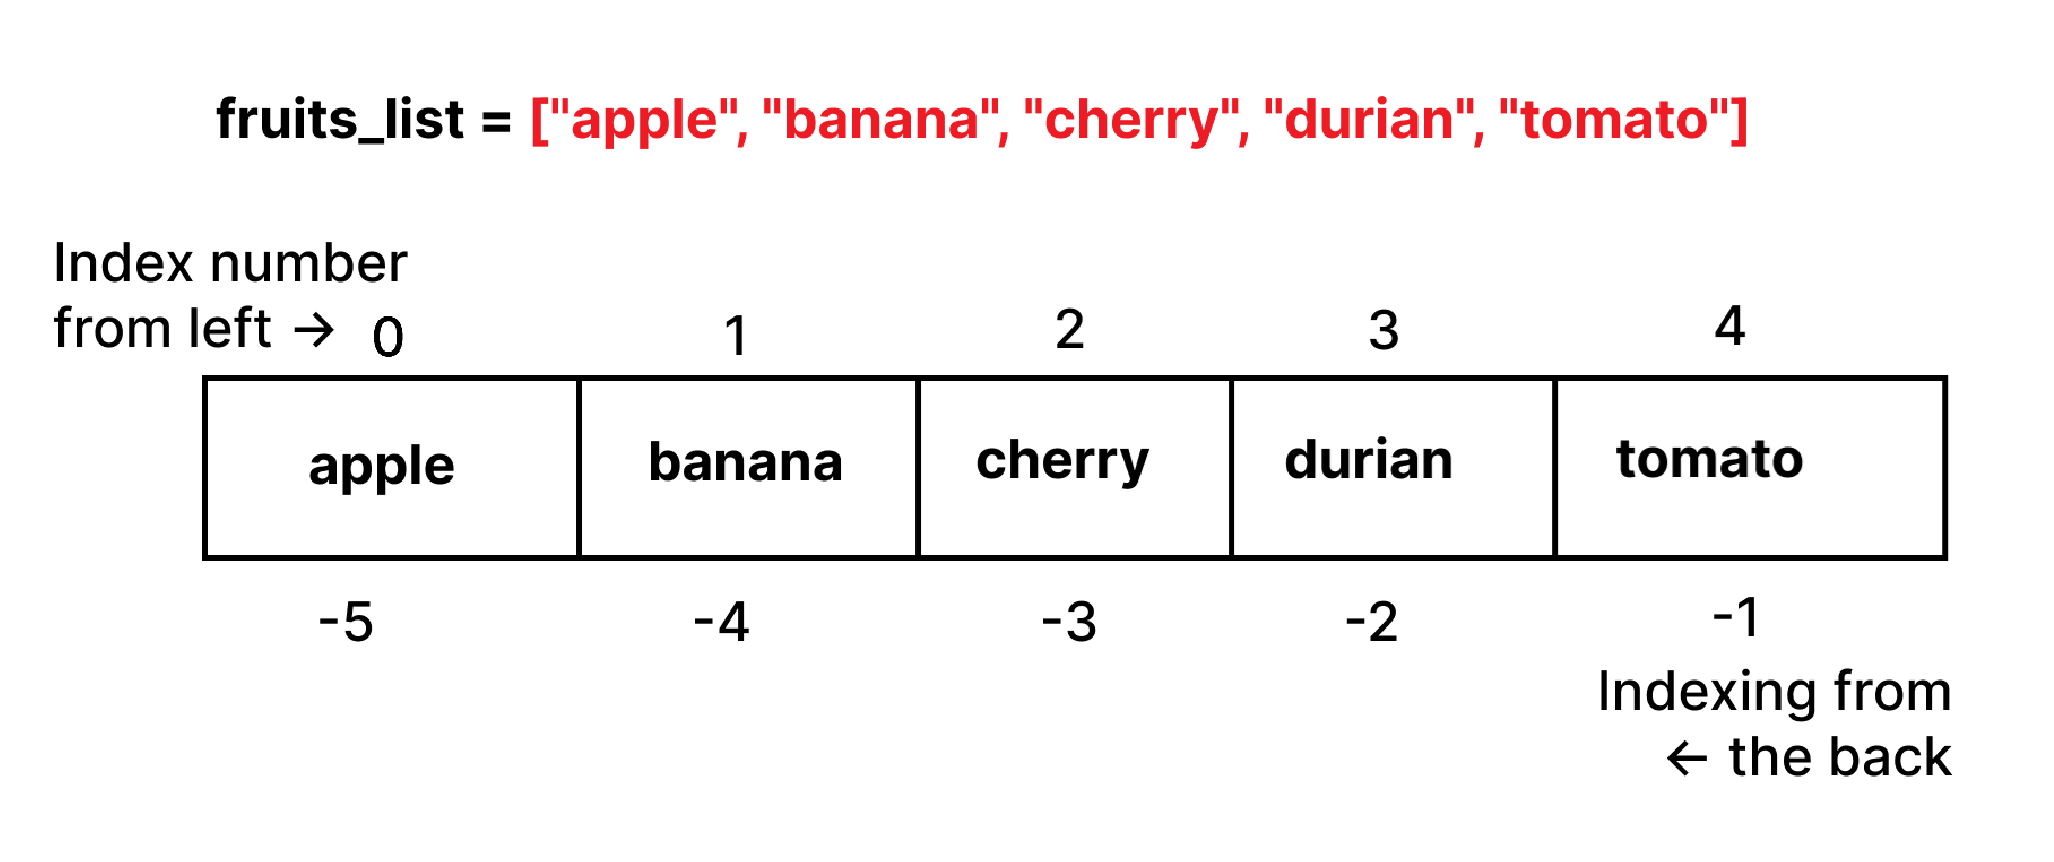 fruits_list = ["apple", "banana", "cherry", "durian", "tomato"]
Index number
from left → 0 1 2 3 4
apple banana cherry durian tomato
-5 -4 -3 -2 -1
Indexing from
← the back